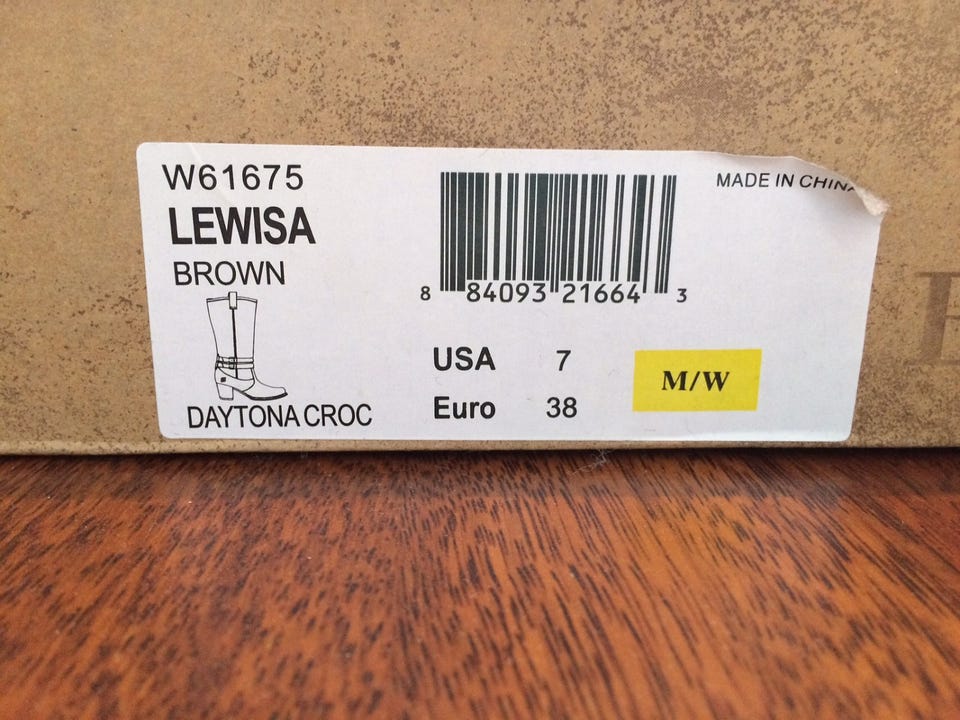 W61675
LEWISA
BROWN
DAYTONA CROC
8 84093 21664 3
USA 7
Euro 38
M/W
MADE IN CHINA